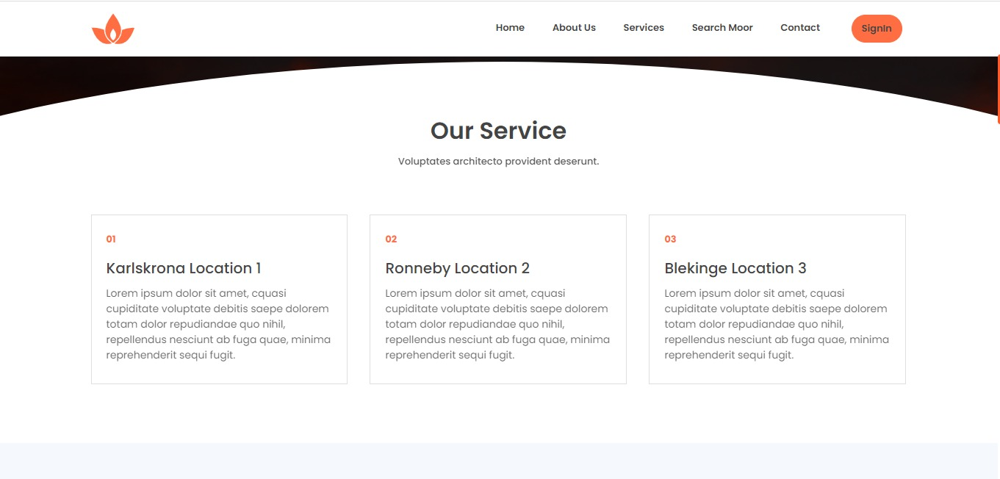 Home About Us Services Search Moor Contact SignIn
Our Service
Voluptates architecto provident deserunt.
01
Karlskrona Location 1
Lorem ipsum dolor sit amet, cquasi
cupiditate voluptate debitis saepe dolorem
totam dolor repudiandae quo nihil,
repellendus nesciunt ab fuga quae, minima
reprehenderit sequi fugit.
02
Ronneby Location 2
Lorem ipsum dolor sit amet, cquasi
cupiditate voluptate debitis saepe dolorem
totam dolor repudiandae quo nihil,
repellendus nesciunt ab fuga quae, minima
reprehenderit sequi fugit.
03
Blekinge Location 3
Lorem ipsum dolor sit amet, cquasi
cupiditate voluptate debitis saepe dolorem
totam dolor repudiandae quo nihil,
repellendus nesciunt ab fuga quae, minima
reprehenderit sequi fugit.